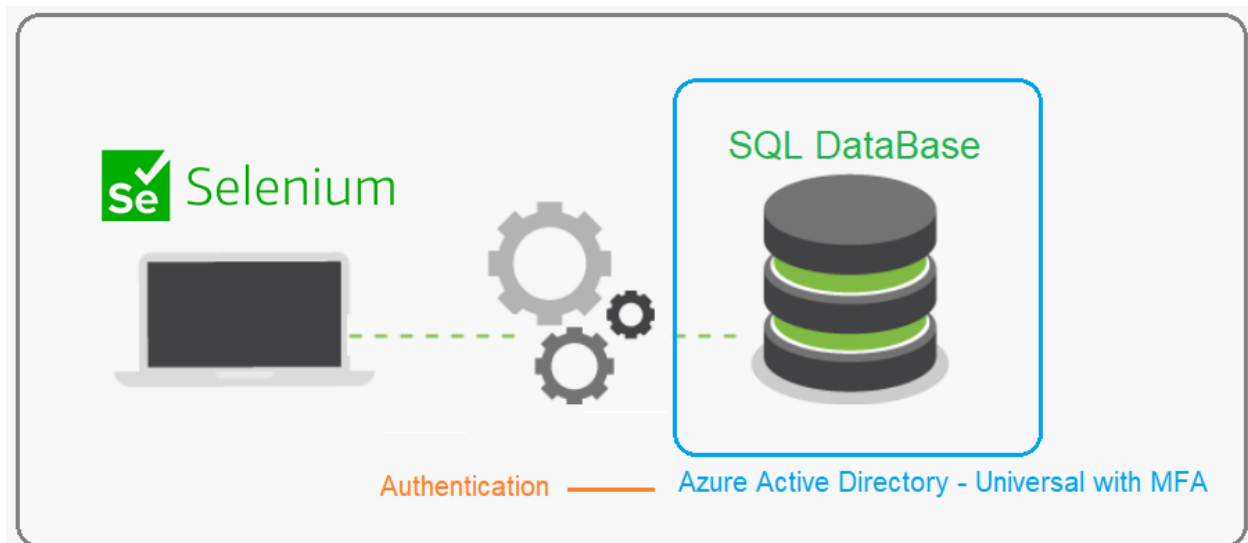 SQL DataBase
Se Selenium
Authentication
Azure Active Directory - Universal with MFA